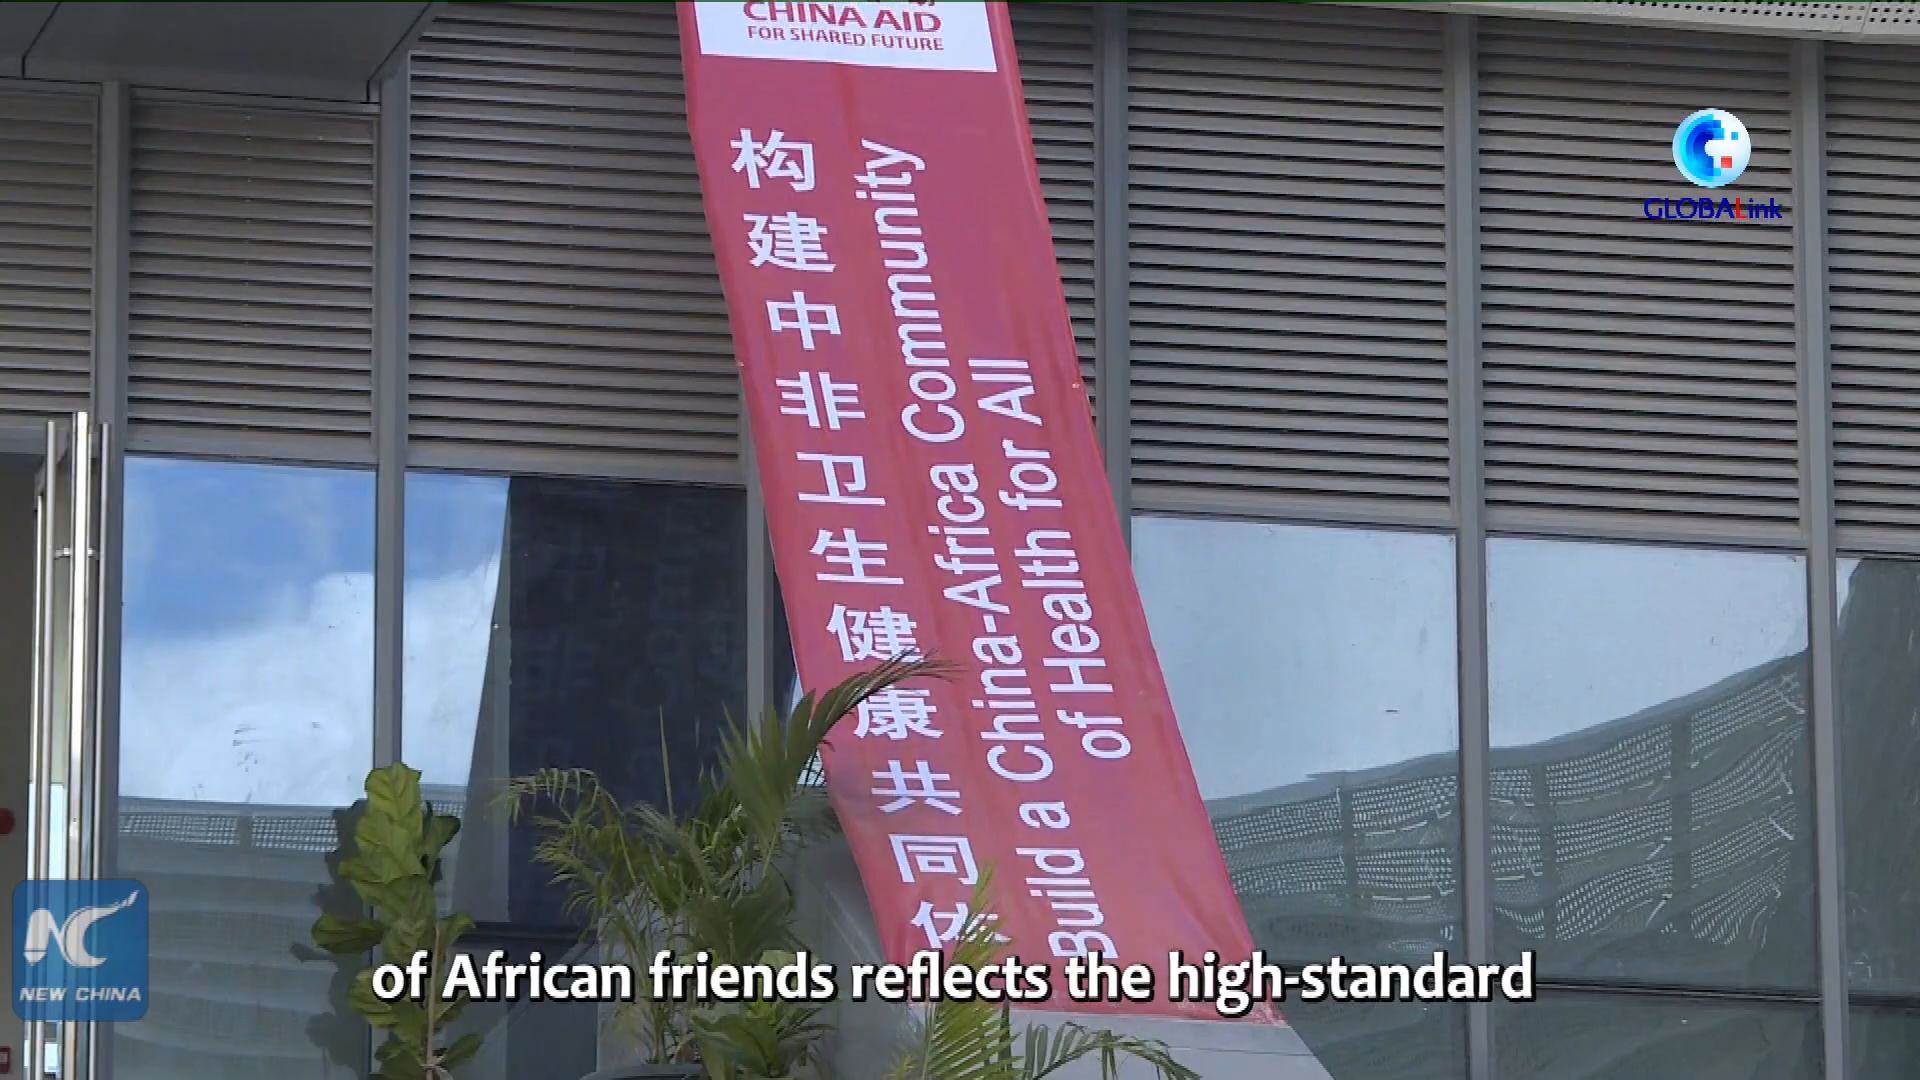 CHINA AID
FOR SHARED FUTURE
构建中非卫生健康共同体
Build a China-Africa Community
of Health for All
GLOBALink
NEW CHINA
of African friends reflects the high-standard